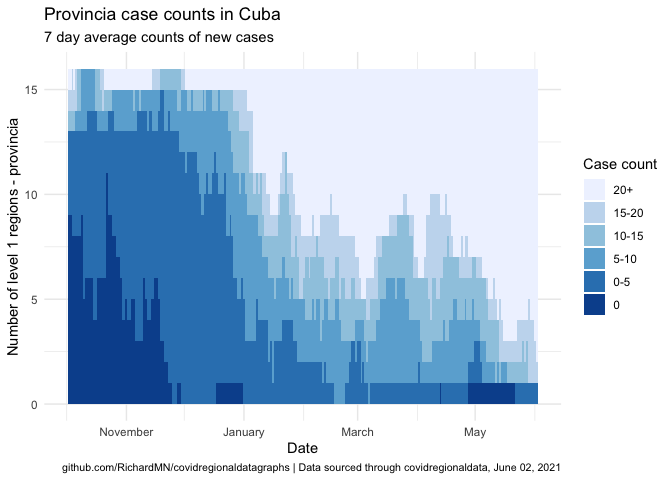 Provincia case counts in Cuba
7 day average counts of new cases
Number of level 1 regions - provincia
15
10
5
0
November
January
March
May
Date
Case count
20+
15-20
10-15
5-10
0-5
0
github.com/RichardMN/covidregionaldatagraphs | Data sourced through covidregionaldata, June 02, 2021